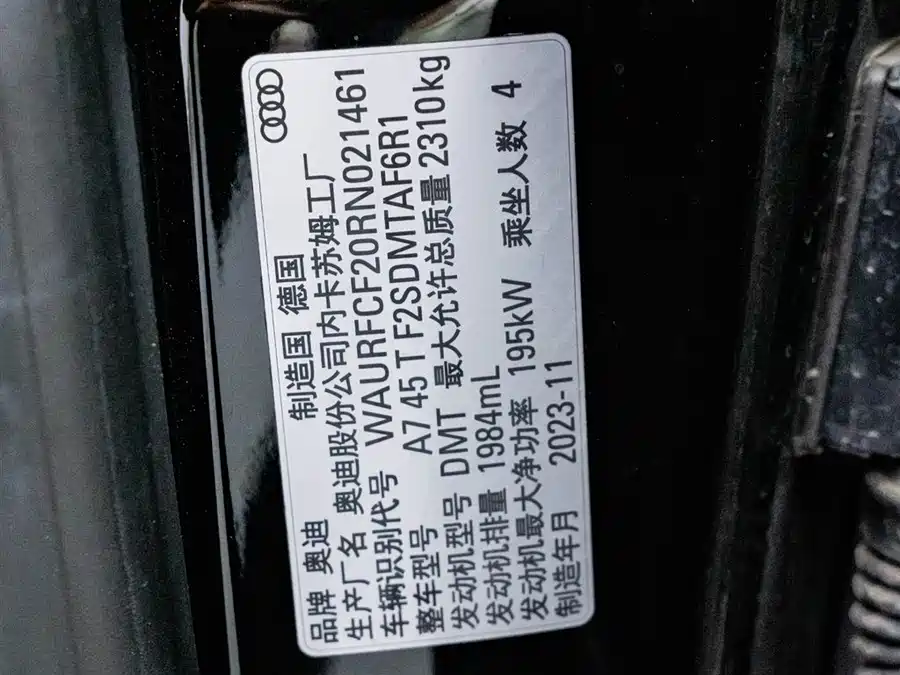 品牌 奥迪 制造国 德国
生产厂名 奥迪股份公司内卡苏姆工厂
车辆识别代号 WAURFCF20RN021461
整车型号 A7 45 T F2SDMTAF6R1
发动机型号 DMT 最大允许总质量 2310kg
发动机排量 1984mL
发动机最大净功率 195kW 乘坐人数 4
制造年月 2023-11